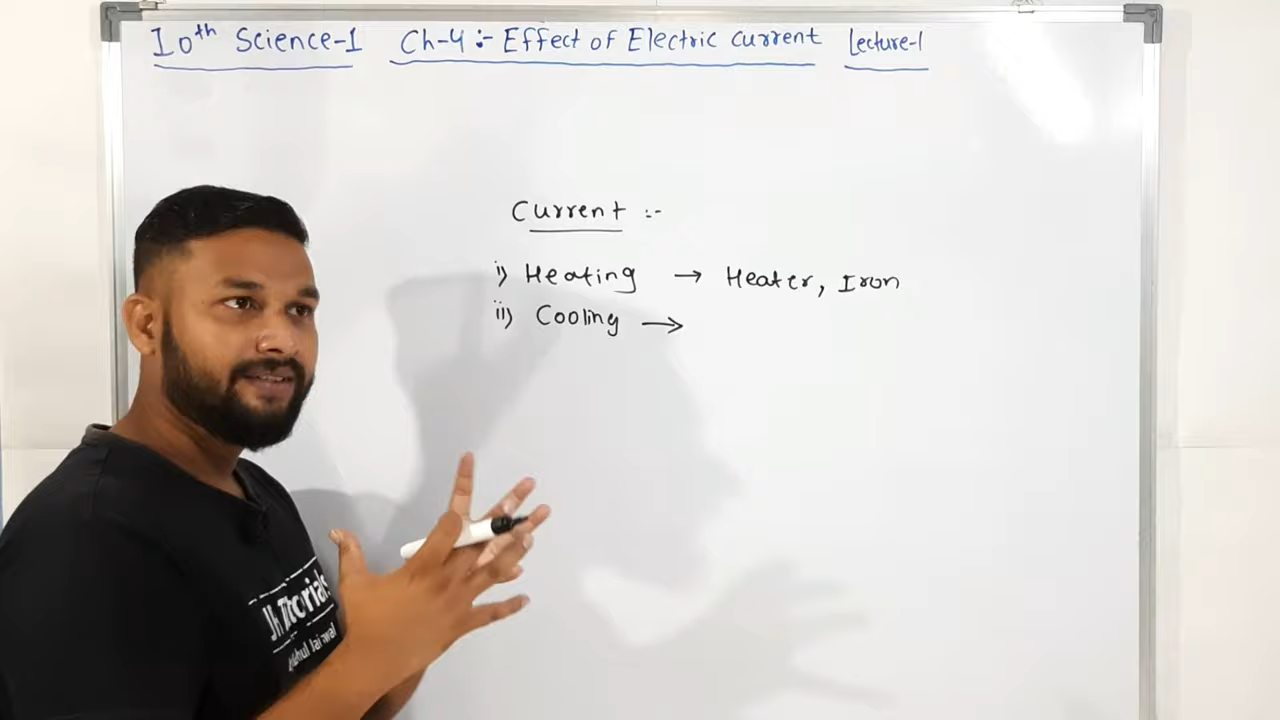 10th Science-1 Ch-4 :- Effect of Electric current Lecture-1
Current :-
i) Heating → Heater, Iron
ii) Cooling →